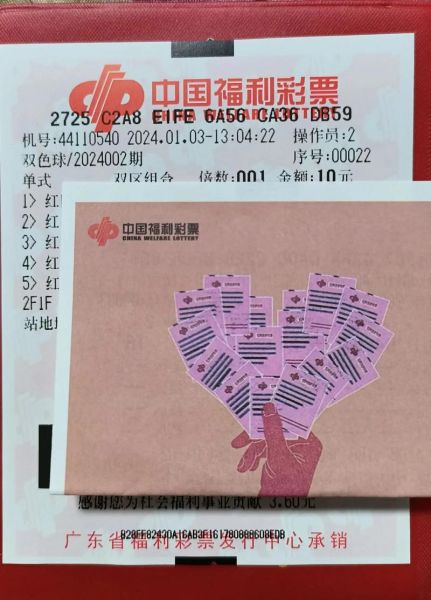 中国福利彩票
CHINA WELFARE LOTTERY
2725 C2A8 E1FE 6A56 CA36 DB59
机号:44110540 2024.01.03-13:04:22 操作员:2
双色球/2024002期 序号:00022
单式 双区组合 倍数:001 金额:10元
1> 红
2> 红
3> 红
4> 红
5> 红
2F1F
站地
中国福利彩票
CHINA WELFARE LOTTERY
感谢您为社会福利事业贡献 3.60元
广东省福利彩票发行中心承销